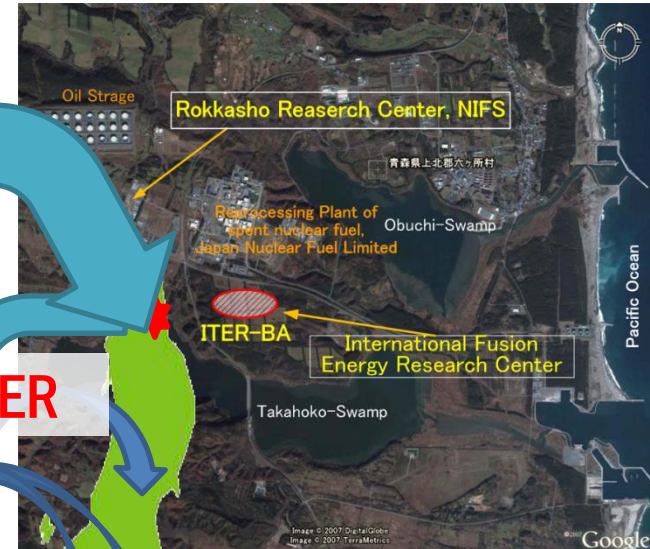 N
Oil Strage
Rokkasho Reaserch Center, NIFS
青森県上北郡六ヶ所村
Reprocessing Plant of
spent nuclear fuel,
Japan Nuclear Fuel Limited
Obuchi-Swamp
Pacific Ocean
ITER-BA
International Fusion
Energy Research Center
ER
Takahoko-Swamp
Image © 2007 DigitalGlobe
Image © 2007 TerraMetrics
©2007 Google